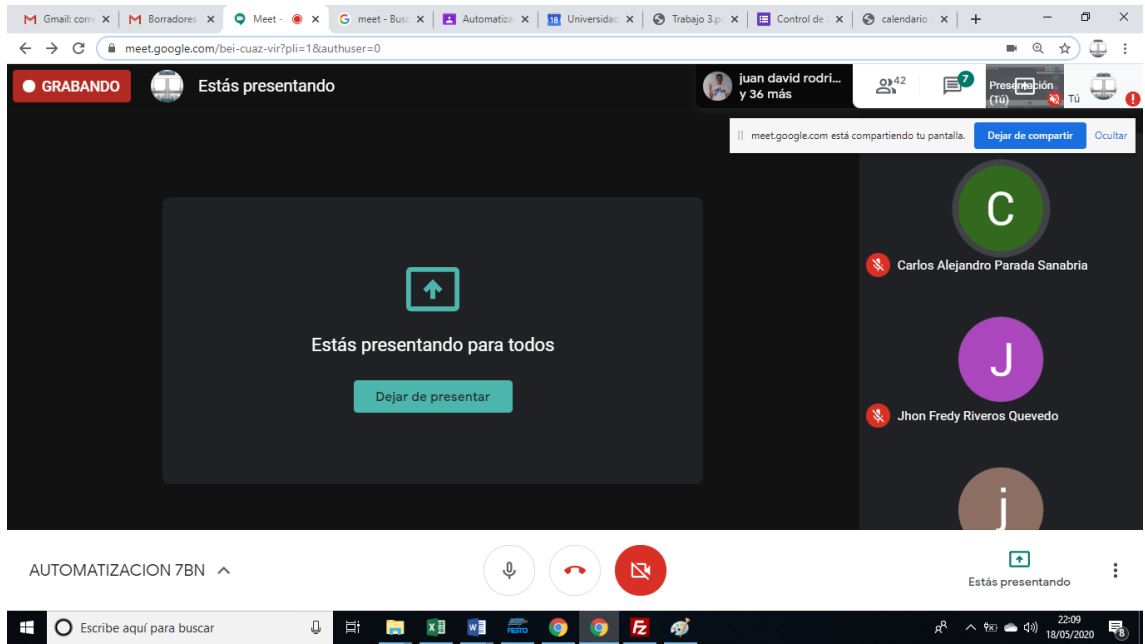 Gmail: corre
Borradores
Meet -
meet - Busc
Automatiza
18
Universidad
Trabajo 3.p
Control de
calendario
meet.google.com/bei-cuaz-vir?pli=1&authuser=0
GRABANDO
Estás presentando
juan david rodri...
y 36 más
42
7
Presentación
(Tú)
Tú
meet.google.com está compartiendo tu pantalla.
Dejar de compartir
Ocultar
C
Carlos Alejandro Parada Sanabria
Estás presentando para todos
Dejar de presentar
J
Jhon Fredy Riveros Quevedo
j
AUTOMATIZACION 7BN
Estás presentando
Escribe aquí para buscar
FESTO
22:09
18/05/2020
8